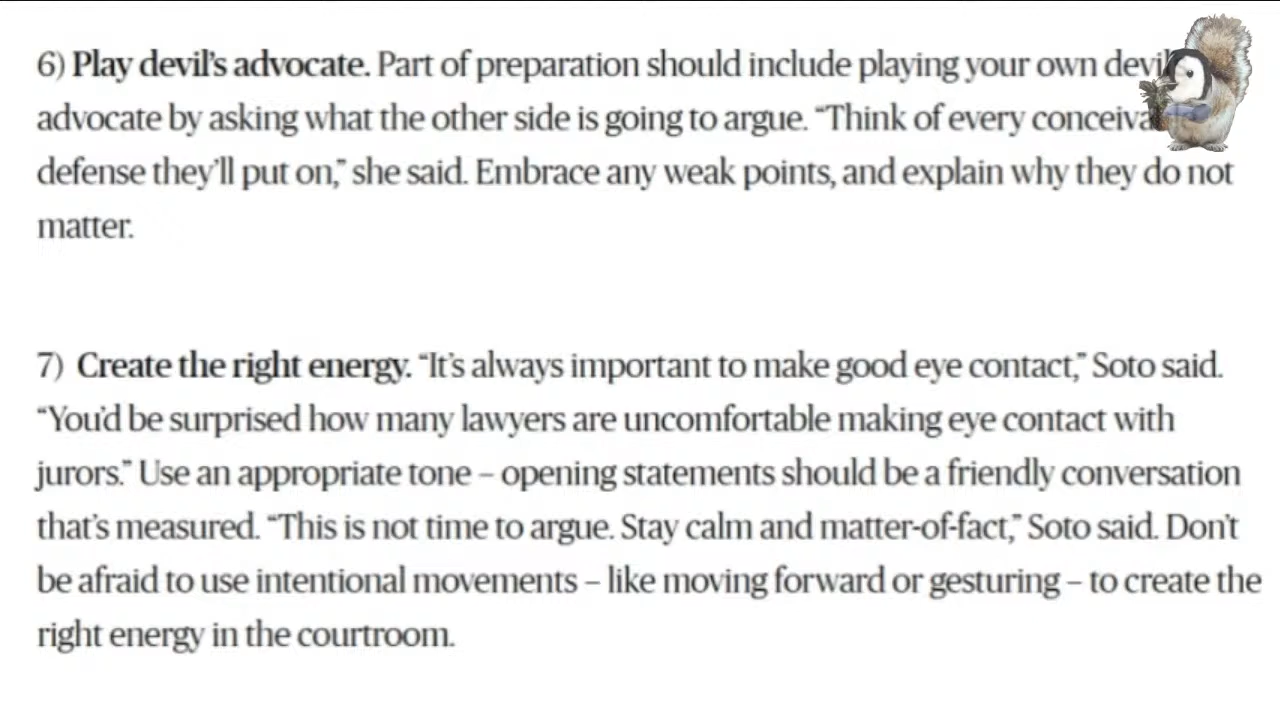 6) Play devil's advocate. Part of preparation should include playing your own
advocate by asking what the other side is going to argue. “Think of every
defense they'll put on,” she said. Embrace any weak points, and explain why they do not
matter.
7) Create the right energy. “It's always important to make good eye contact,” Soto said.
“You'd be surprised how many lawyers are uncomfortable making eye contact with
jurors.” Use an appropriate tone – opening statements should be a friendly conversation
that's measured. “This is not time to argue. Stay calm and matter-of-fact,” Soto said. Don't
be afraid to use intentional movements – like moving forward or gesturing – to create the
right energy in the courtroom.